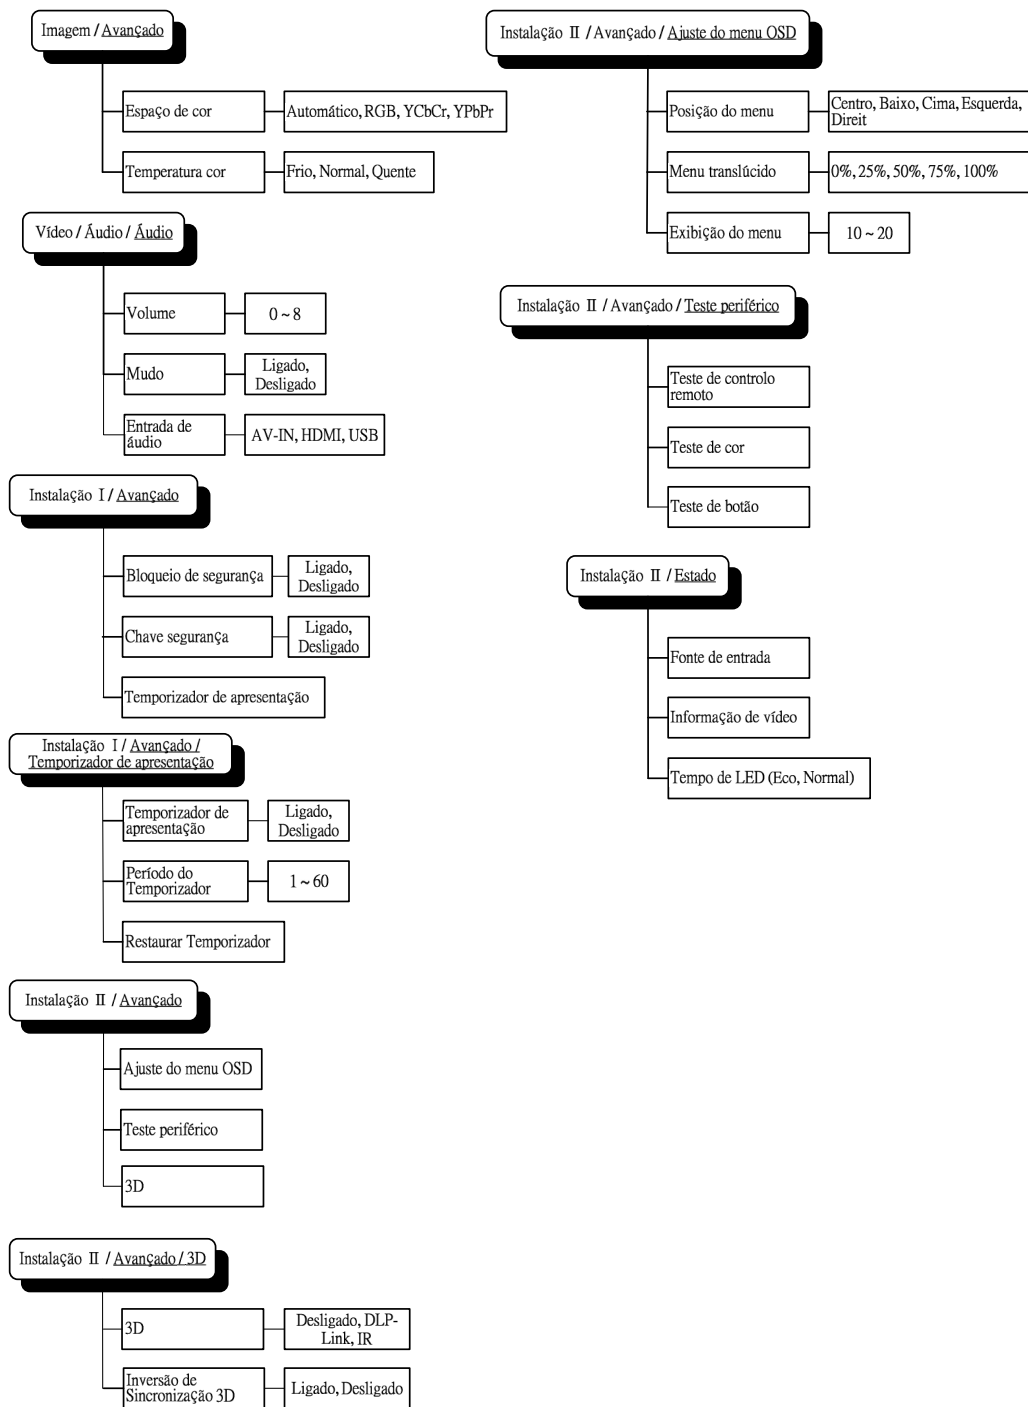 Imagem / Avançado
Espaço de cor
Automático, RGB, YCbCr, YPbPr
Temperatura cor
Frio, Normal, Quente
Vídeo / Áudio / Áudio
Volume
0 ~ 8
Mudo
Ligado,
Desligado
Entrada de
áudio
AV-IN, HDMI, USB
Instalação I / Avançado
Bloqueio de segurança
Ligado,
Desligado
Chave segurança
Ligado,
Desligado
Temporizador de apresentação
Instalação I / Avançado /
Temporizador de apresentação
Temporizador de
apresentação
Ligado,
Desligado
Período do
Temporizador
1 ~ 60
Restaurar Temporizador
Instalação II / Avançado
Ajuste do menu OSD
Teste periférico
3D
Instalação II / Avançado / 3D
3D
Desligado, DLP-
Link, IR
Inversão de
Sincronização 3D
Ligado, Desligado
Instalação II / Avançado / Ajuste do menu OSD
Posição do menu
Centro, Baixo, Cima, Esquerda,
Direit
Menu translúcido
0%, 25%, 50%, 75%, 100%
Exibição do menu
10 ~ 20
Instalação II / Avançado / Teste periférico
Teste de controlo
remoto
Teste de cor
Teste de botão
Instalação II / Estado
Fonte de entrada
Informação de vídeo
Tempo de LED (Eco, Normal)